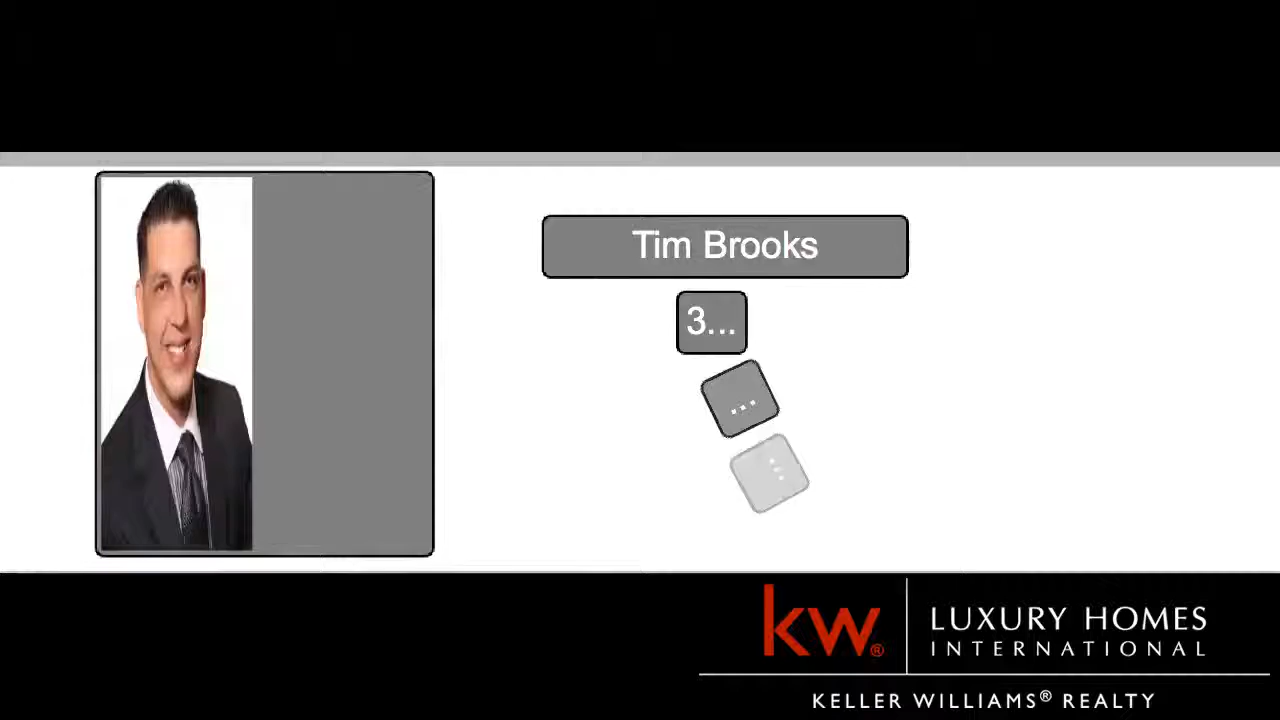 Tim Brooks
3...
...
...
kw®
LUXURY HOMES
INTERNATIONAL
KELLER WILLIAMS® REALTY